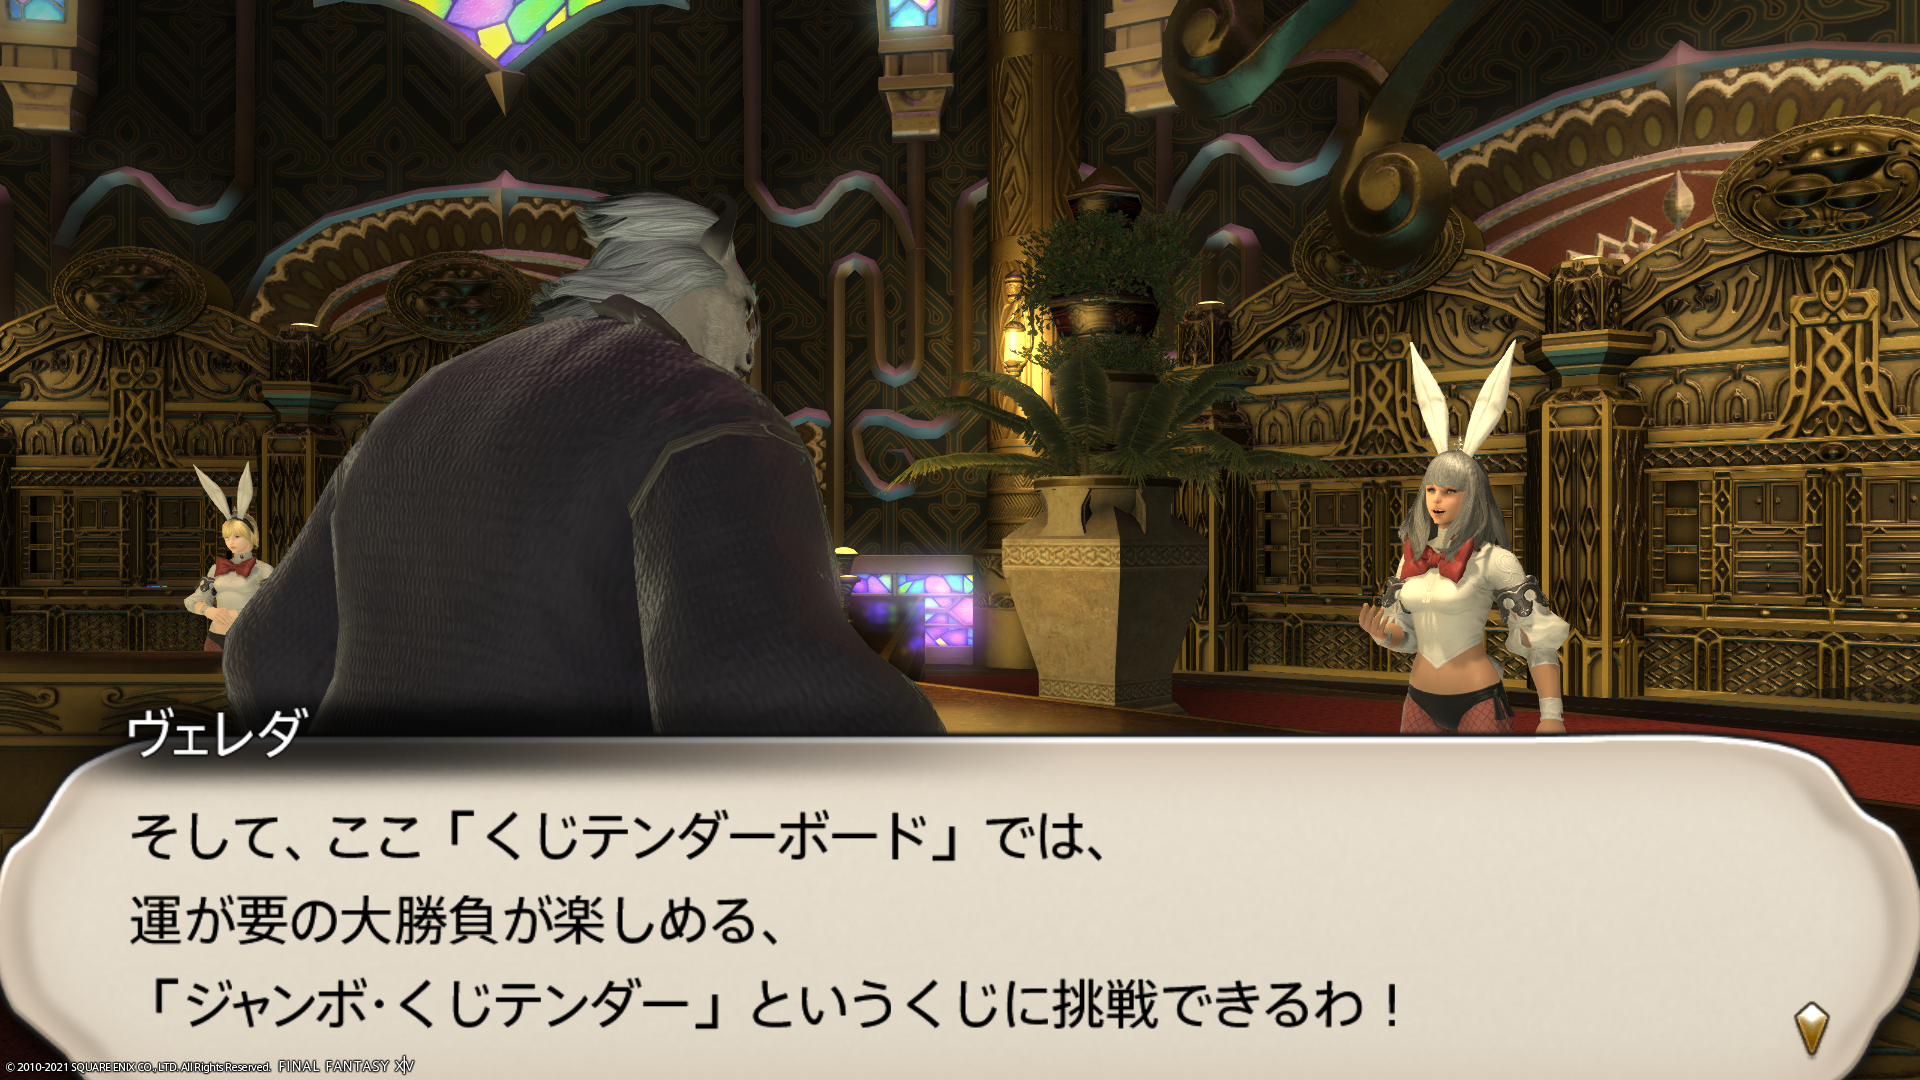 ヴェレダ
そして、ここ「くじテンダーボード」では、
運が要の大勝負が楽しめる、
「ジャンボ・くじテンダー」というくじに挑戦できるわ！
© 2010-2021 SQUARE ENIX CO., LTD. All Rights Reserved. FINAL FANTASY XIV